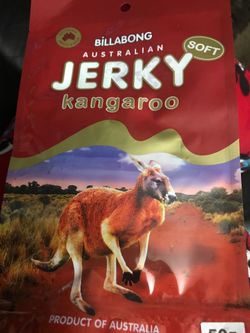 BiLLABONG
AUSTRALIAN
JERKY
SOFT
kangaroo
PRODUCT OF AUSTRALIA